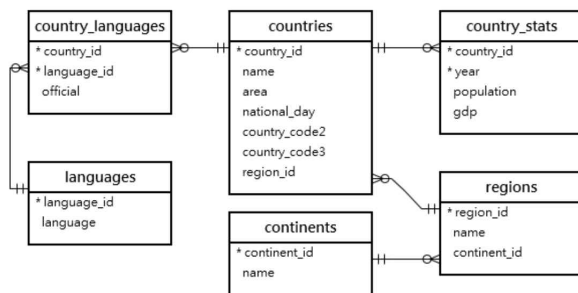 country_languages
* country_id
* language_id
official
countries
* country_id
name
area
national_day
country_code2
country_code3
region_id
country_stats
* country_id
* year
population
gdp
languages
* language_id
language
continents
* continent_id
name
regions
* region_id
name
continent_id